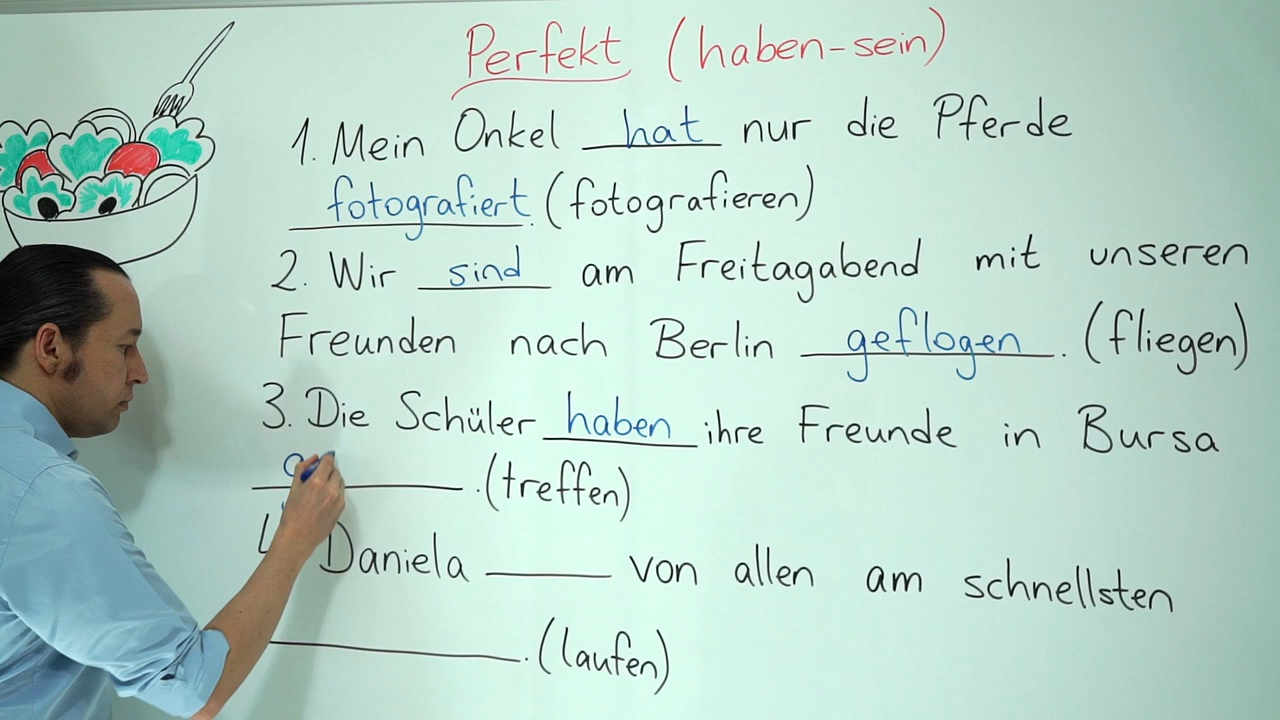 Perfekt (haben-sein)
1. Mein Onkel hat nur die Pferde
fotografiert. (fotografieren)
2. Wir sind am Freitagabend mit unseren
Freunden nach Berlin geflogen. (fliegen)
3. Die Schüler haben ihre Freunde in Bursa
. (treffen)
Daniela ______ von allen am schnellsten
______. (laufen)